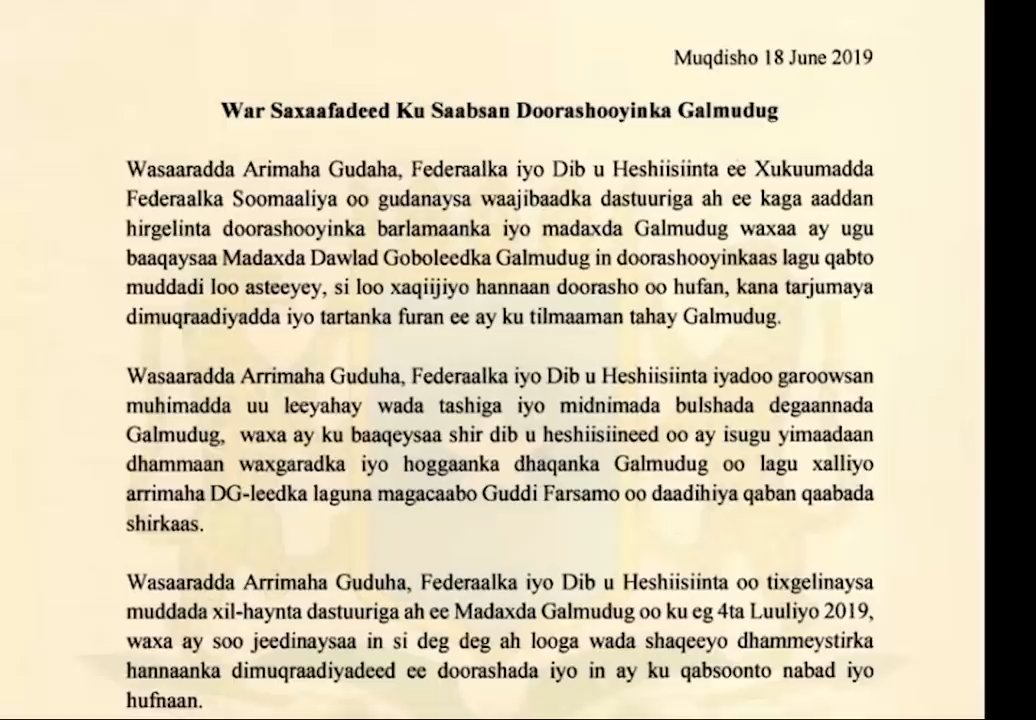 Muqdisho 18 June 2019
War Saxaafadeed Ku Saabsan Doorashooyinka Galmudug
Wasaaradda Arimaha Gudaha, Federaalka iyo Dib u Heshiisiinta ee Xukuumadda
Federaalka Soomaaliya oo gudanaysa waajibaadka dastuuriga ah ee kaga aaddan
hirgelinta doorashooyinka barlamaanka iyo madaxda Galmudug waxaa ay ugu
baaqaysaa Madaxda Dawlad Goboleedka Galmudug in doorashooyinkaas lagu qabto
muddadi loo asteeyey, si loo xaqiijiyo hannaan doorasho oo hufan, kana tarjumaya
dimuqraadiyadda iyo tartanka furan ee ay ku tilmaaman tahay Galmudug.
Wasaaradda Arrimaha Guduha, Federaalka iyo Dib u Heshiisiinta iyadoo garoowsan
muhimadda uu leeyahay wada tashiga iyo midnimada bulshada degaannada
Galmudug, waxa ay ku baaqeysaa shir dib u heshiisiineed oo ay isugu yimaadaan
dhammaan waxgaradka iyo hoggaanka dhaqanka Galmudug oo lagu xalliyo
arrimaha DG-leedka laguna magacaabo Guddi Farsamo oo daadihiya qaban qaabada
shirkaas.
Wasaaradda Arrimaha Guduha, Federaalka iyo Dib u Heshiisiinta oo tixgelinaysa
muddada xil-haynta dastuuriga ah ee Madaxda Galmudug oo ku eg 4ta Luuliyo 2019,
waxa ay soo jeedinaysaa in si deg deg ah looga wada shaqeeyo dhammeystirka
hannaanka dimuqraadiyadeed ee doorashada iyo in ay ku qabsoonto nabad iyo
hufnaan.